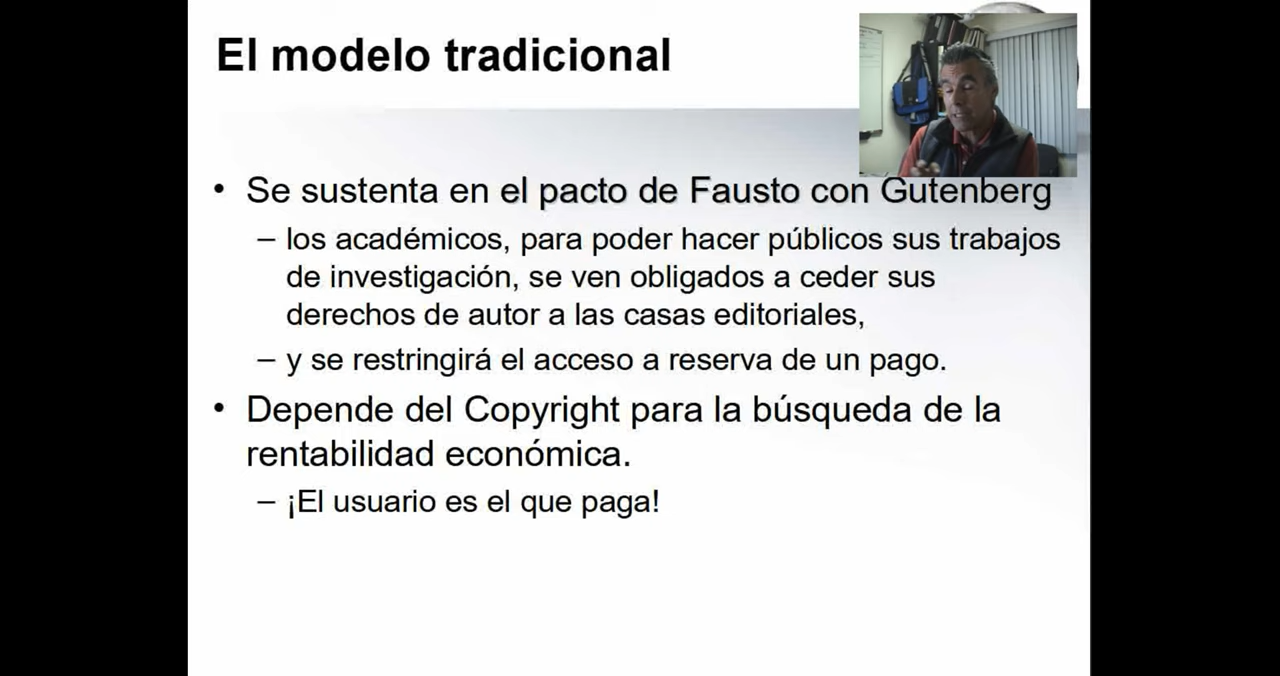 El modelo tradicional
• Se sustenta en el pacto de Fausto con Gutenberg
– los académicos, para poder hacer públicos sus trabajos
de investigación, se ven obligados a ceder sus
derechos de autor a las casas editoriales,
– y se restringirá el acceso a reserva de un pago.
• Depende del Copyright para la búsqueda de la
rentabilidad económica.
– ¡El usuario es el que paga!